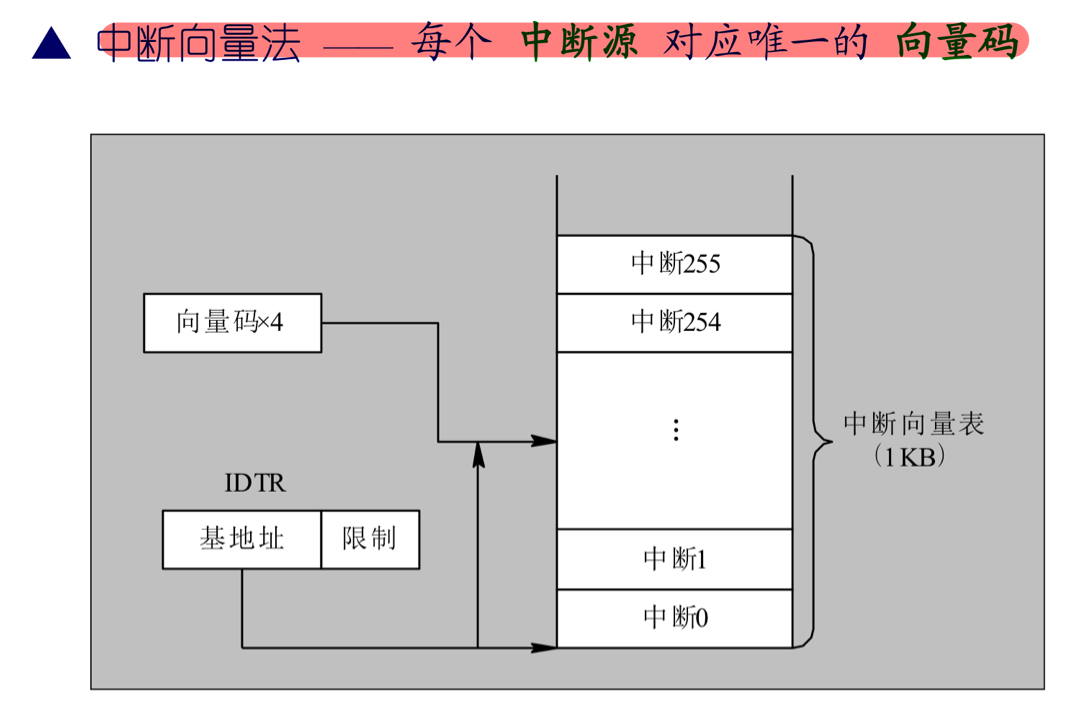 ▲ 中断向量法 —— 每个 中断源 对应唯一的 向量码
中断255
向量码×4
中断254
⋮
中断向量表
（1KB）
IDTR
基地址 限制
中断1
中断0